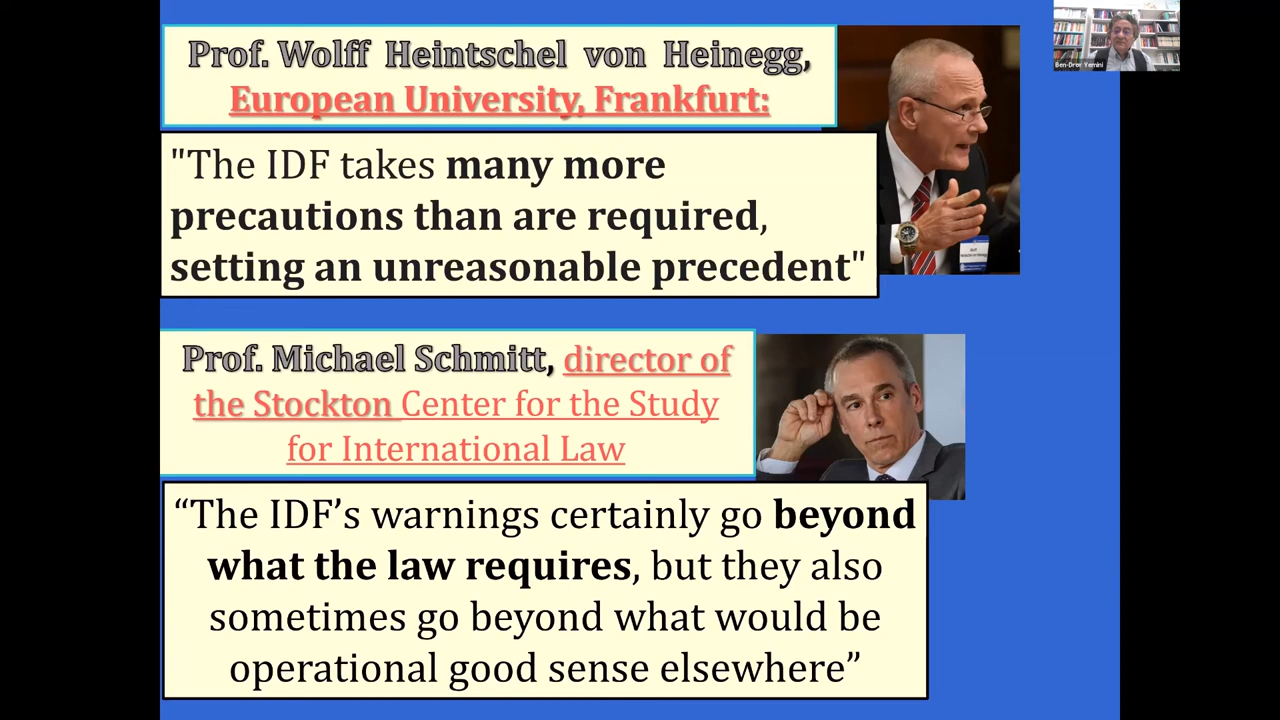 Prof. Wolff Heintschel von Heinegg,
European University, Frankfurt:
"The IDF takes many more
precautions than are required,
setting an unreasonable precedent"
Prof. Michael Schmitt, director of
the Stockton Center for the Study
for International Law
“The IDF’s warnings certainly go beyond
what the law requires, but they also
sometimes go beyond what would be
operational good sense elsewhere”
Ben-Dror Yemini